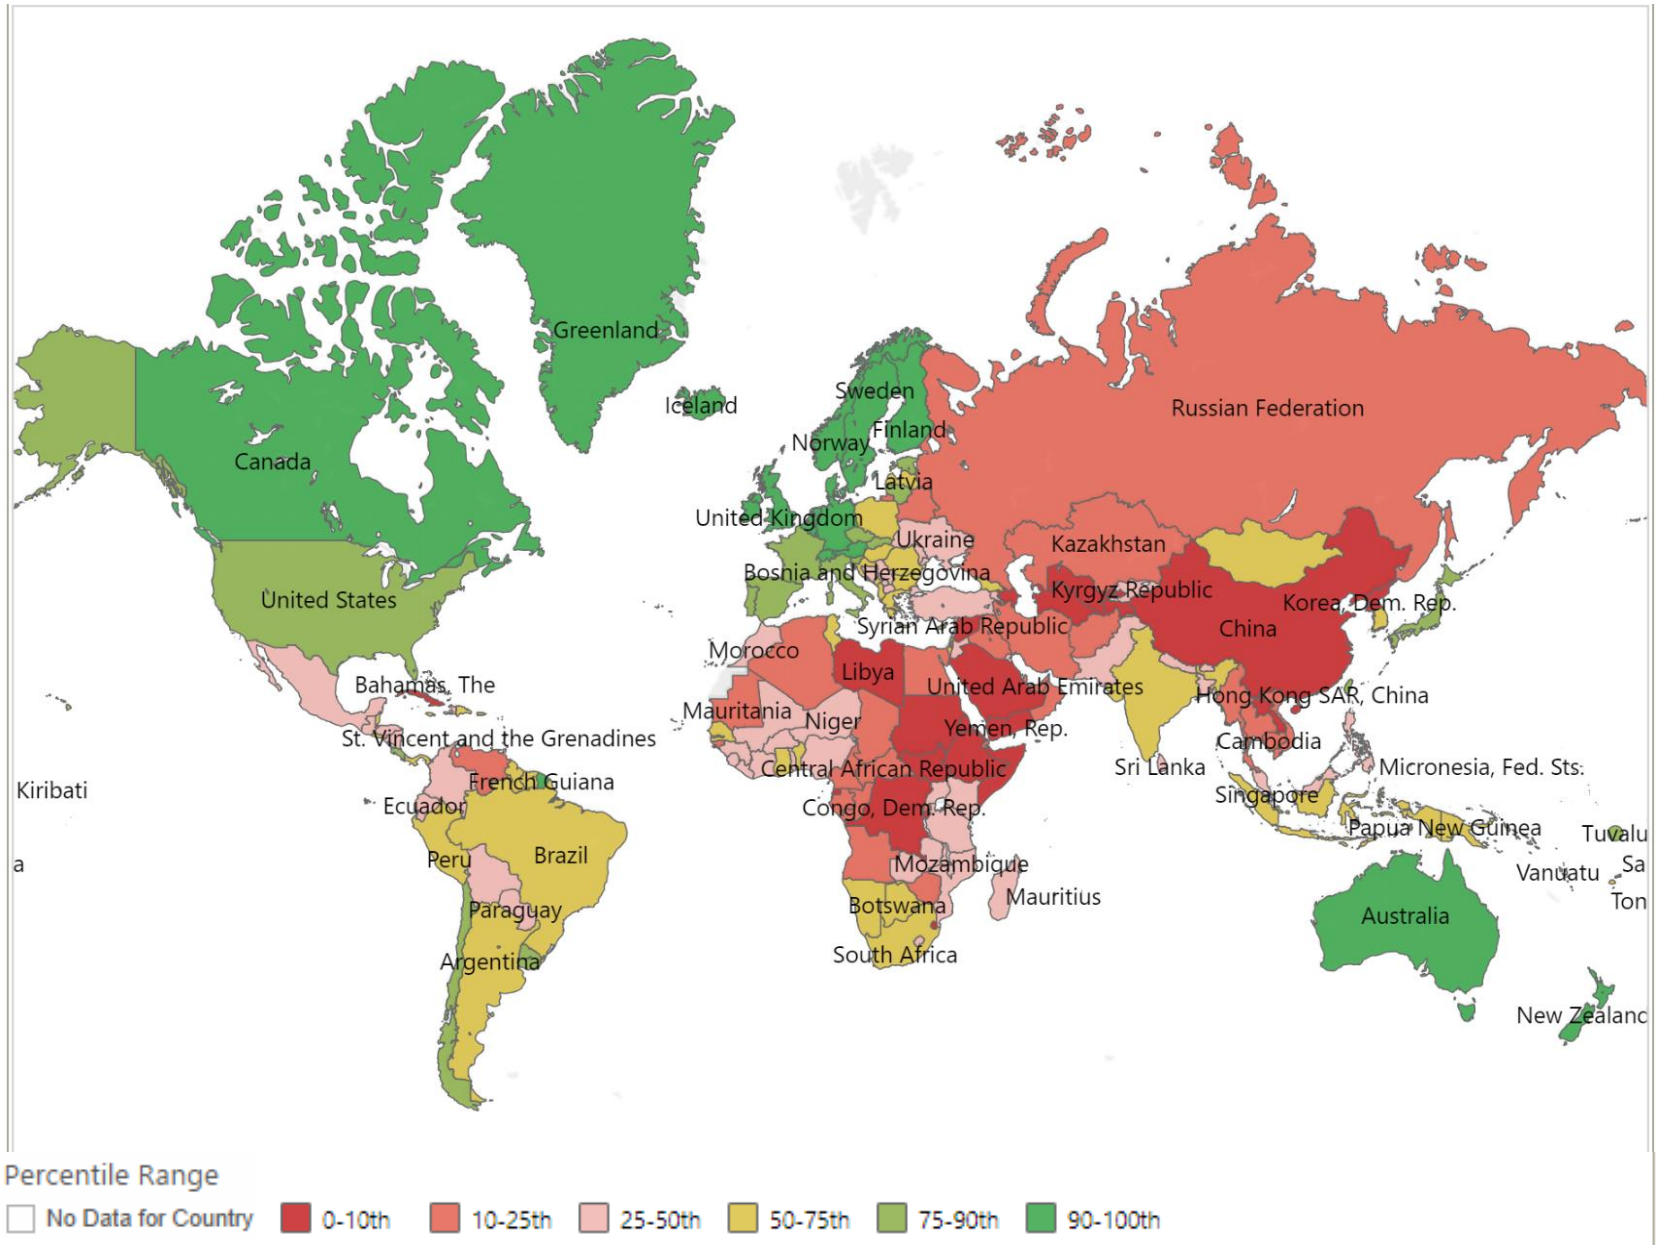 Greenland
Iceland
Sweden
Russian Federation
Finland
Norway
Canada
Latvia
United Kingdom
Ukraine
Kazakhstan
Bosnia and Herzegovina
Kyrgyz Republic
United States
Korea, Dem. Rep.
Syrian Arab Republic
China
Morocco
Libya
Bahamas, The
United Arab Emirates
Hong Kong SAR, China
Mauritania
Niger
Yemen, Rep.
St. Vincent and the Grenadines
Cambodia
Central African Republic
Sri Lanka
Micronesia, Fed. Sts.
French Guiana
Kiribati
Singapore
Ecuador
Congo, Dem. Rep.
Papua New Guinea
Tuvalu
Peru
Brazil
a
Mozambique
Vanuatu
Sa
Mauritius
Ton
Botswana
Paraguay
Australia
South Africa
Argentina
New Zealand
Percentile Range
No Data for Country 0-10th 10-25th 25-50th 50-75th 75-90th 90-100th